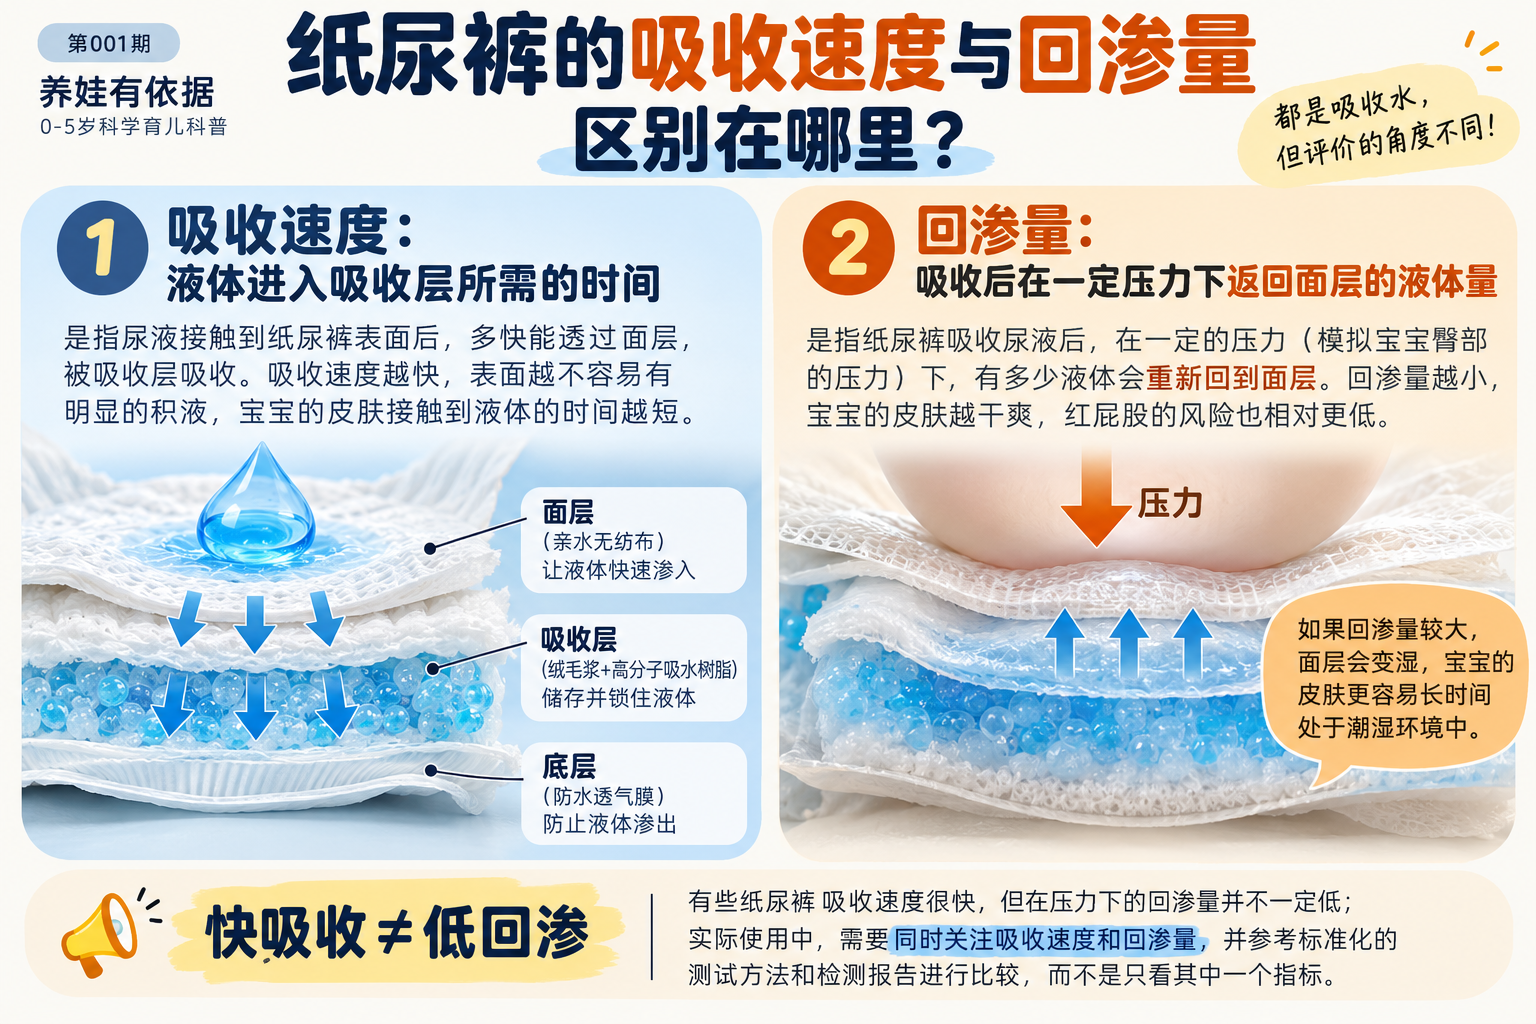 第001期
养娃有依据
0-5岁科学育儿科普
纸尿裤的吸收速度与回渗量
区别在哪里？
都是吸收水，
但评价的角度不同！
1
吸收速度：
液体进入吸收层所需的时间
是指尿液接触到纸尿裤表面后，多快能透过面层，
被吸收层吸收。吸收速度越快，表面越不容易有
明显的积液，宝宝的皮肤接触到液体的时间越短。
面层
（亲水无纺布）
让液体快速渗入
吸收层
（绒毛浆+高分子吸水树脂）
储存并锁住液体
底层
（防水透气膜）
防止液体渗出
2
回渗量：
吸收后在一定压力下返回面层的液体量
是指纸尿裤吸收尿液后，在一定的压力（模拟宝宝臀部
的压力）下，有多少液体会重新回到面层。回渗量越小，
宝宝的皮肤越干爽，红屁股的风险也相对更低。
压力
如果回渗量较大，
面层会变湿，宝宝的
皮肤更容易长时间
处于潮湿环境中。
快吸收≠低回渗
有些纸尿裤 吸收速度很快，但在压力下的回渗量并不一定低；
实际使用中，需要同时关注吸收速度和回渗量，并参考标准化的
测试方法和检测报告进行比较，而不是只看其中一个指标。